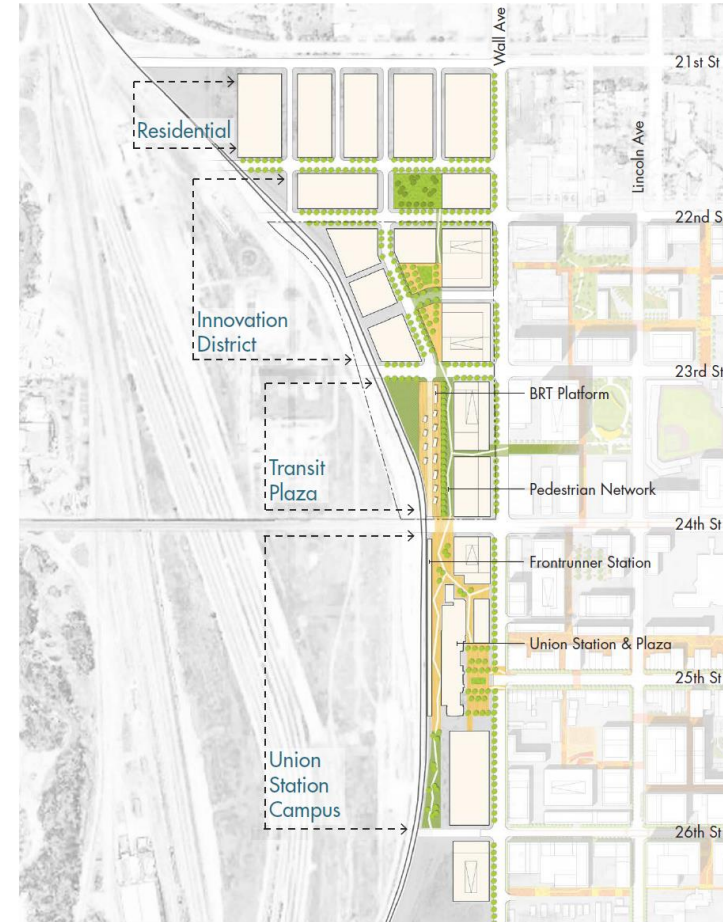 Wall Ave
21st St
Residential
Lincoln Ave
22nd S
Innovation
District
23rd St
BRT Platform
Transit
Plaza
Pedestrian Network
24th St
Frontrunner Station
Union Station & Plaza
25th St
Union
Station
Campus
26th St